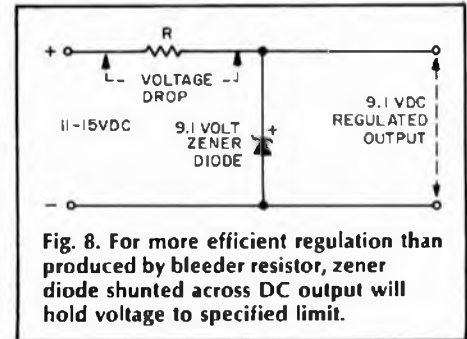 R
+
VOLTAGE
DROP
11-15VDC
9.1 VOLT
ZENER
DIODE
+
9.1 VDC
REGULATED
OUTPUT
-
Fig. 8. For more efficient regulation than
produced by bleeder resistor, zener
diode shunted across DC output will
hold voltage to specified limit.